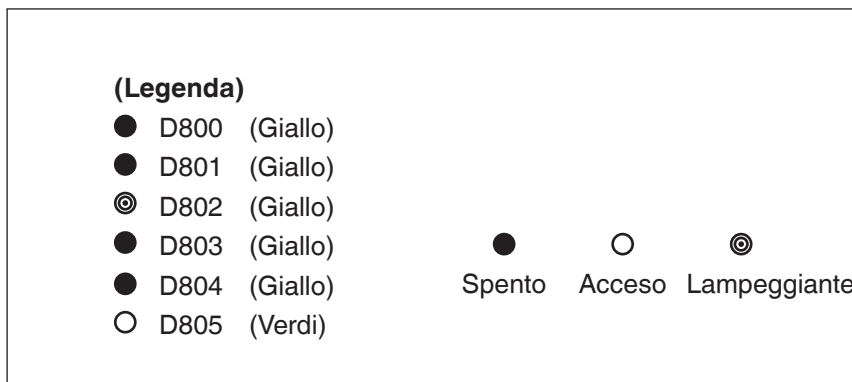 (Legenda)
D800 (Giallo)
D801 (Giallo)
D802 (Giallo)
D803 (Giallo)
D804 (Giallo)
D805 (Verdi)
Spento Acceso Lampeggiante